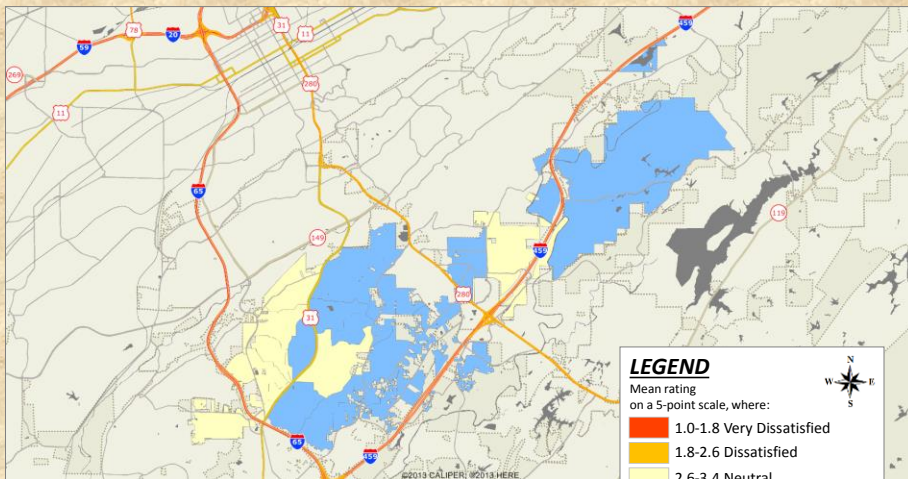 459
78
31
11
59
20
280
269
11
65
119
149
459
280
31
LEGEND
Mean rating
on a 5-point scale, where:
N
W E
S
1.0-1.8 Very Dissatisfied
1.8-2.6 Dissatisfied
2.6-3.4 Neutral
65
459
©2013 CALIPER; ©2013 HERE